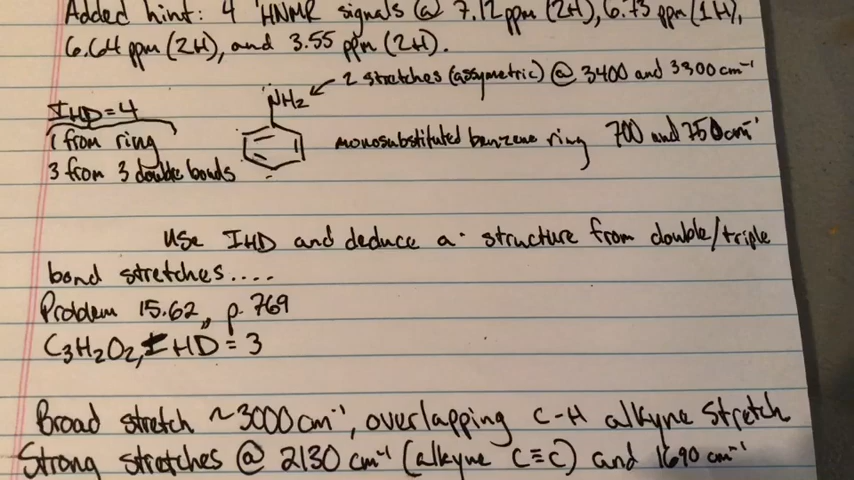 Added hint: 4 ¹HNMR signals @ 7.12 ppm (2H), 6.73 ppm (1H),
6.64 ppm (2H), and 3.55 ppm (2H).
NH₂ ← 2 stretches (assymetric) @ 3400 and 3300 cm⁻¹
IHD = 4
1 from ring
monosubstituted benzene ring 700 and 750 cm⁻¹
3 from 3 double bonds
Use IHD and deduce a structure from double/triple
bond stretches....
Problem 15.62, p. 769
C₃H₂O₂, IHD = 3
Broad stretch ~3000 cm⁻¹, overlapping C-H alkyne stretch
Strong stretches @ 2130 cm⁻¹ (alkyne C≡C) and 1690 cm⁻¹